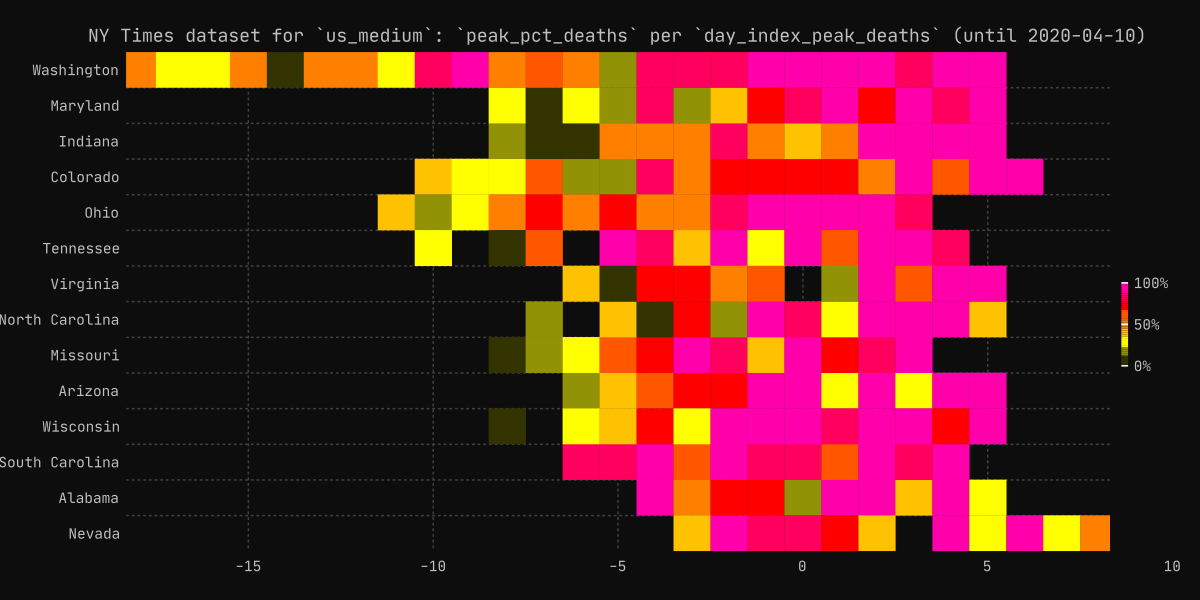 NY Times dataset for `us_medium`: `peak_pct_deaths` per `day_index_peak_deaths` (until 2020-04-10)
Washington
Maryland
Indiana
Colorado
Ohio
Tennessee
Virginia
North Carolina
Missouri
Arizona
Wisconsin
South Carolina
Alabama
Nevada
100%
50%
0%
-15 -10 -5 0 5 10